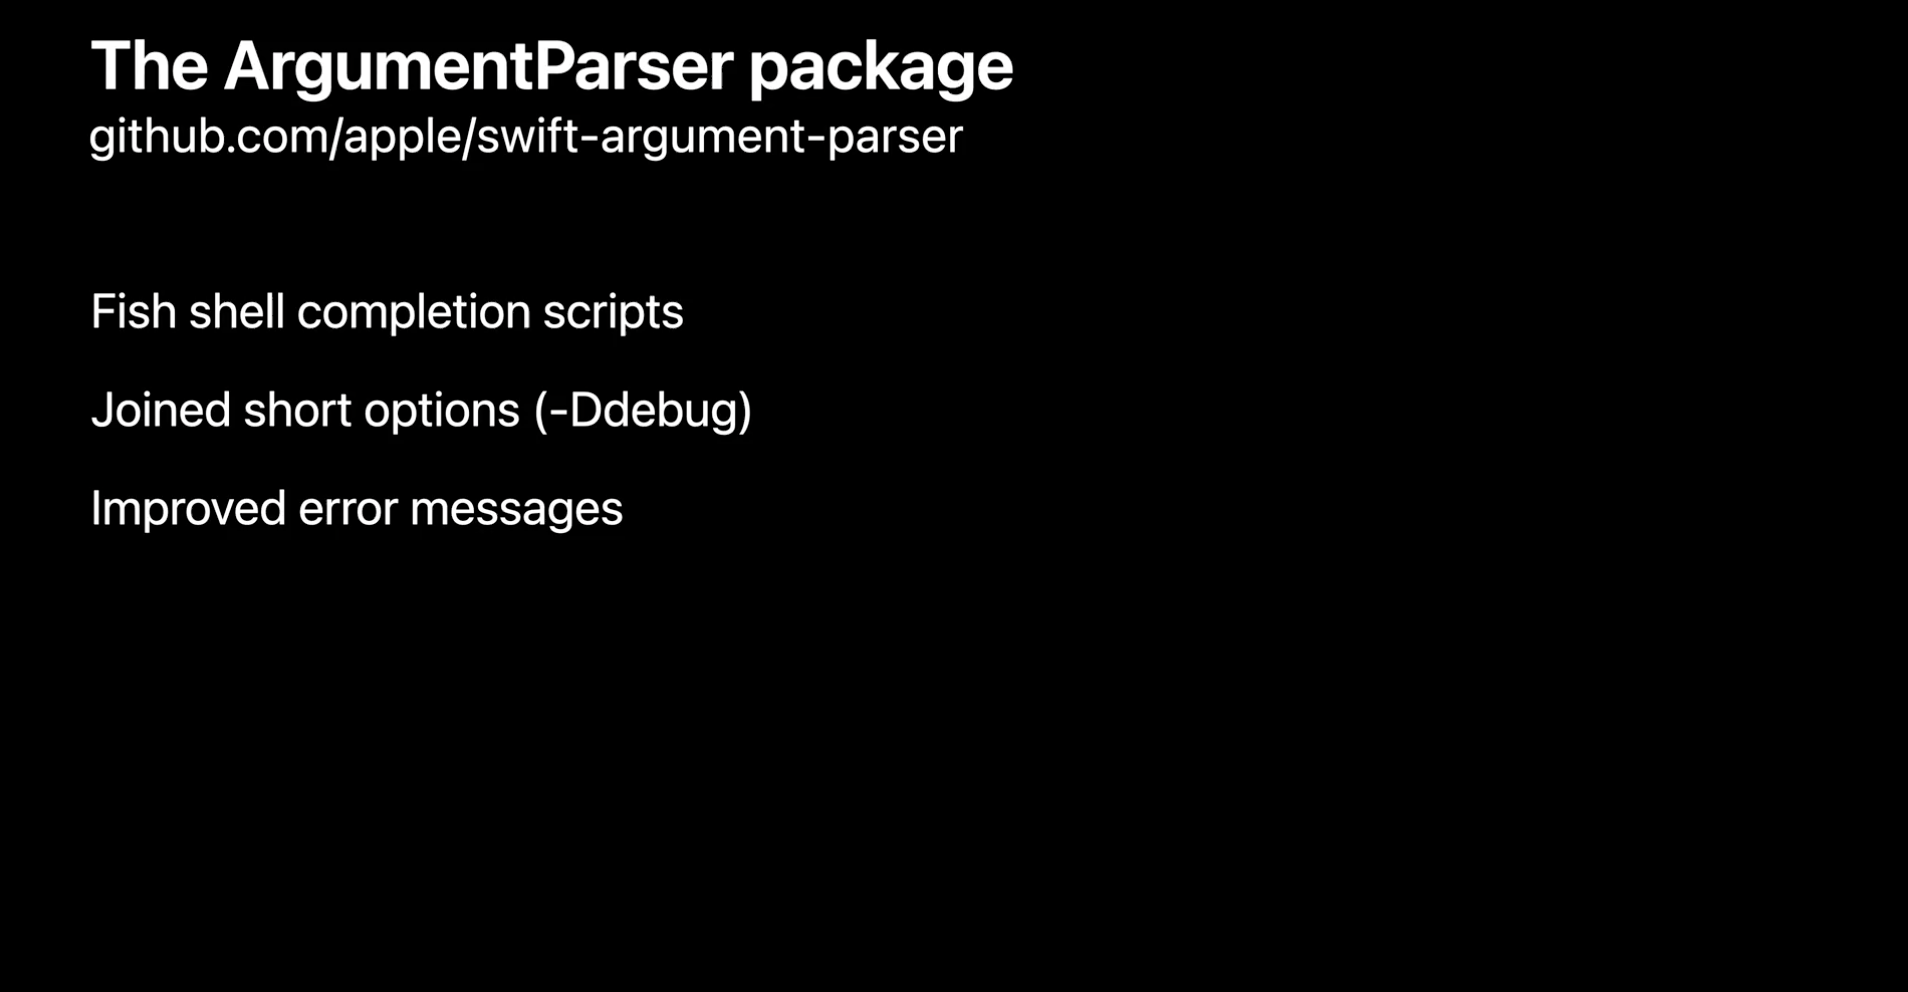 The ArgumentParser package
github.com/apple/swift-argument-parser
Fish shell completion scripts
Joined short options (-Ddebug)
Improved error messages